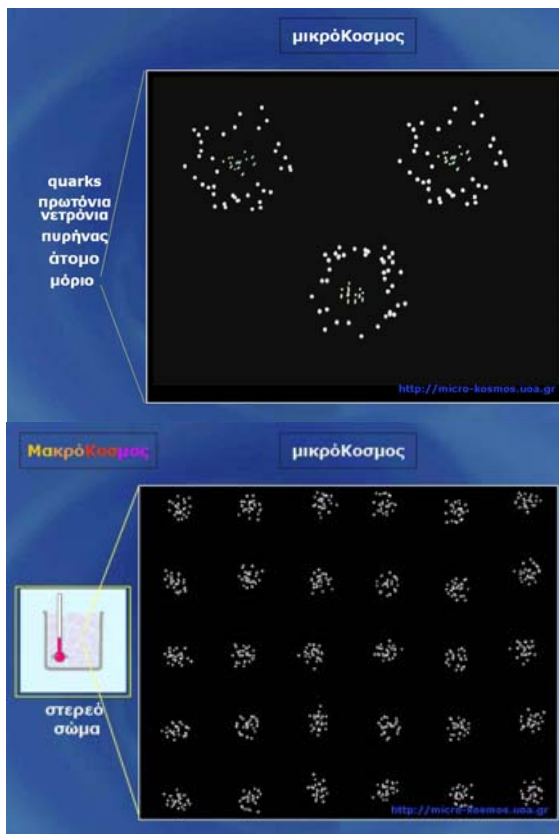 μικρόΚοσμος
quarks
πρωτόνια
νετρόνια
πυρήνας
άτομο
μόριο
http://micro-kosmos.uoa.gr
ΜακρόΚοσμος
μικρόΚοσμος
στερεό
σώμα
http://micro-kosmos.uoa.gr